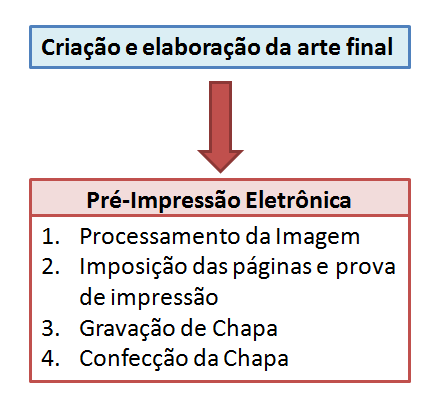 Criação e elaboração da arte final
Pré-Impressão Eletrônica
1. Processamento da Imagem
2. Imposição das páginas e prova
de impressão
3. Gravação de Chapa
4. Confecção da Chapa